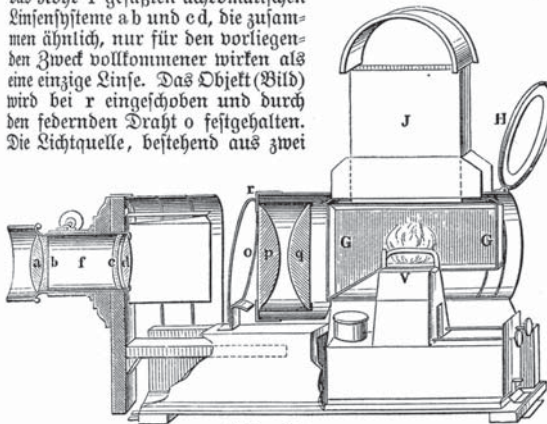 das Rohr f gefaßten achromatischen
Linsensysteme a b und c d, die zusam-
men ähnlich, nur für den vorliegen-
den Zweck vollkommener wirken als
eine einzige Linse. Das Objekt (Bild)
wird bei r eingeschoben und durch
den federnden Draht o festgehalten.
Die Lichtquelle, bestehend aus zwei
J
H
r
a b f c d
o p q
G G
V